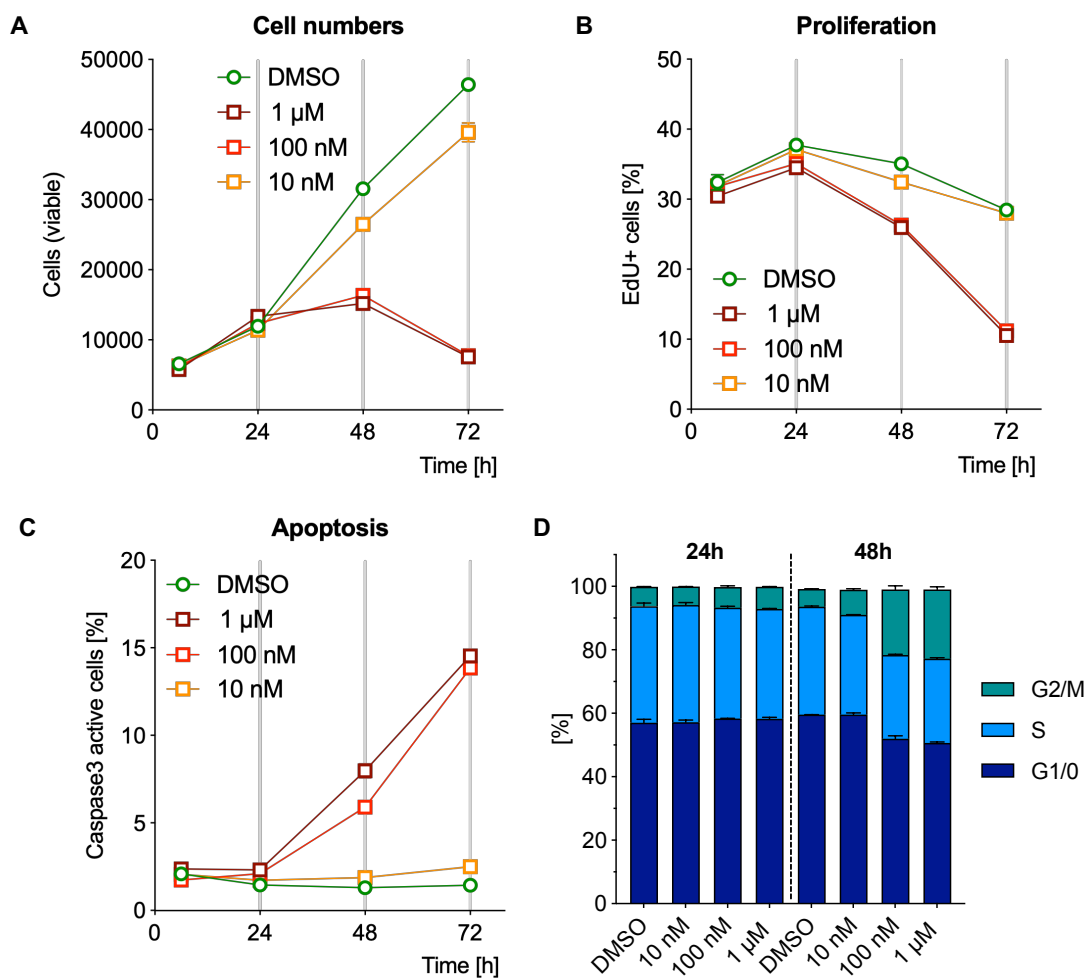 A
Cell numbers
50000
40000
30000
20000
10000
0
Cells (viable)
DMSO
1 µM
100 nM
10 nM
0 24 48 72
Time [h]
B
Proliferation
50
40
30
20
10
0
EdU+ cells [%]
DMSO
1 µM
100 nM
10 nM
0 24 48 72
Time [h]
C
Apoptosis
20
15
10
5
0
Caspase3 active cells [%]
DMSO
1 µM
100 nM
10 nM
0 24 48 72
Time [h]
D
24h 48h
100
80
60
40
20
0
[%]
DMSO 10 nM 100 nM 1 µM DMSO 10 nM 100 nM 1 µM
G2/M
S
G1/0